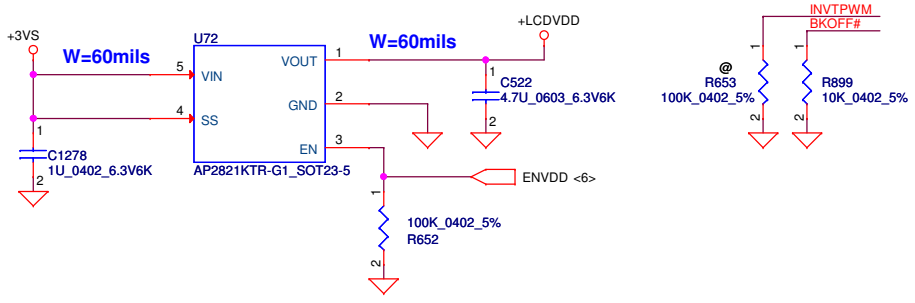 INVTPWM
BKOFF#
+3VS
W=60mils
U72
W=60mils
+LCDVDD
5
VIN
VOUT
1
4
SS
GND
2
EN
3
AP2821KTR-G1_SOT23-5
1
C1278
1U_0402_6.3V6K
2
1
C522
4.7U_0603_6.3V6K
2
ENVDD <6>
1
100K_0402_5%
R652
2
1
@
R653
100K_0402_5%
2
1
R899
10K_0402_5%
2